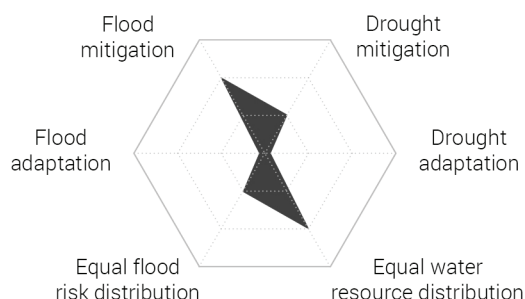 Flood
mitigation
Drought
mitigation
Flood
adaptation
Drought
adaptation
Equal flood
risk distribution
Equal water
resource distribution